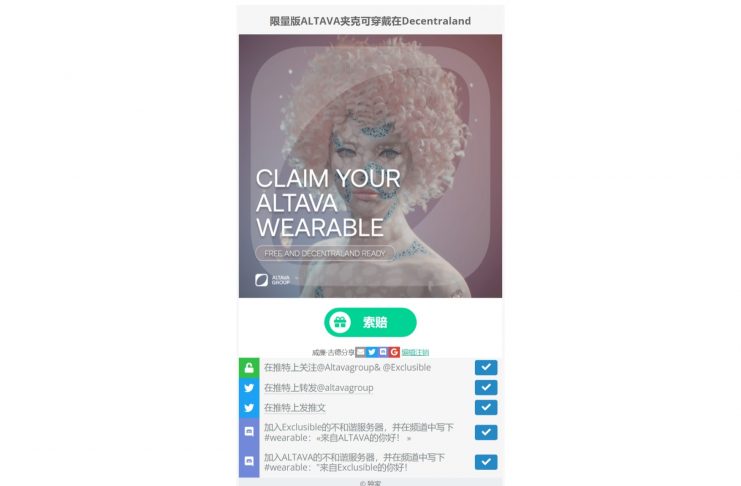 限量版ALTAVA夹克可穿戴在Decentraland
CLAIM YOUR
ALTAVA
WEARABLE
FREE AND DECENTRALAND READY
ALTAVA
GROUP
索赔
威廉·古德分享 编辑注销
在推特上关注@Altavagroup& @Exclusible
在推特上转发@altavagroup
在推特上发推文
加入Exclusible的不和谐服务器，并在频道中写下
#wearable：«来自ALTAVA的你好！ »
加入ALTAVA的不和谐服务器，并在频道中写下
#wearable："来自Exclusible的你好！